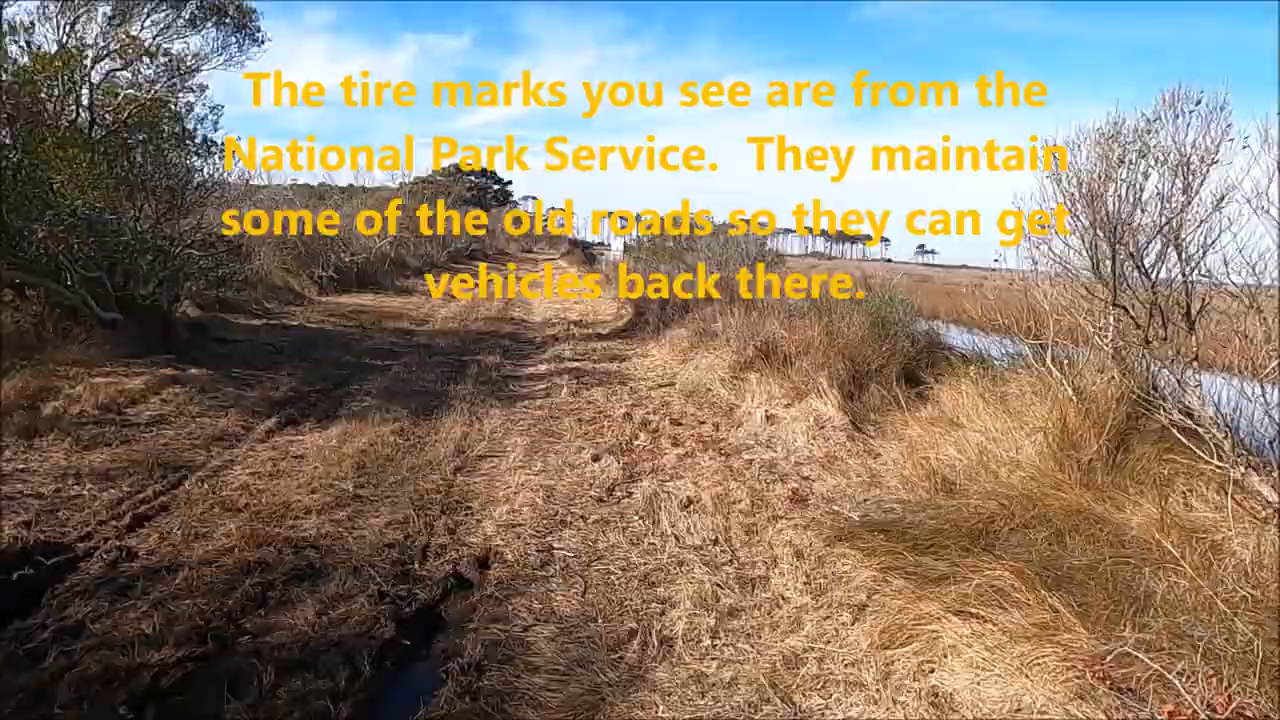 The tire marks you see are from the
National Park Service.  They maintain
some of the old roads so they can get
vehicles back there.